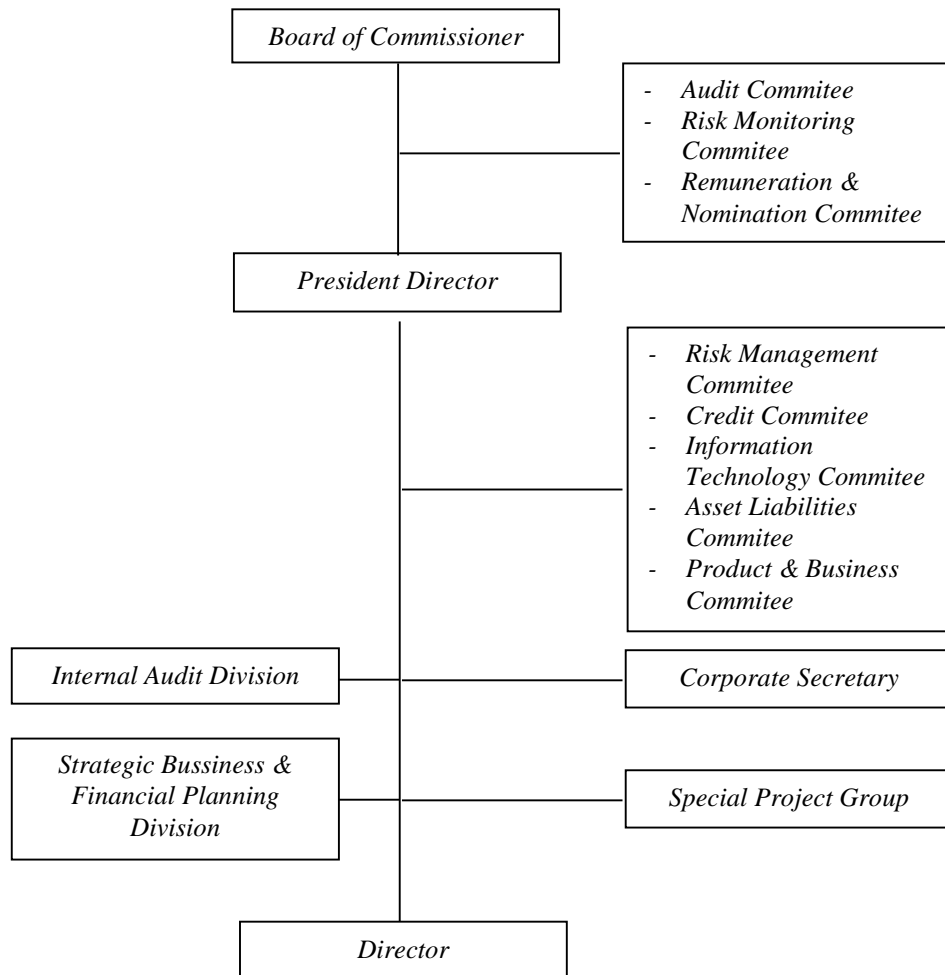 Board of Commissioner
- Audit Commitee
- Risk Monitoring
Commitee
- Remuneration &
Nomination Commitee
President Director
- Risk Management
Commitee
- Credit Commitee
- Information
Technology Commitee
- Asset Liabilities
Commitee
- Product & Business
Commitee
Internal Audit Division
Corporate Secretary
Strategic Bussiness &
Financial Planning
Division
Special Project Group
Director